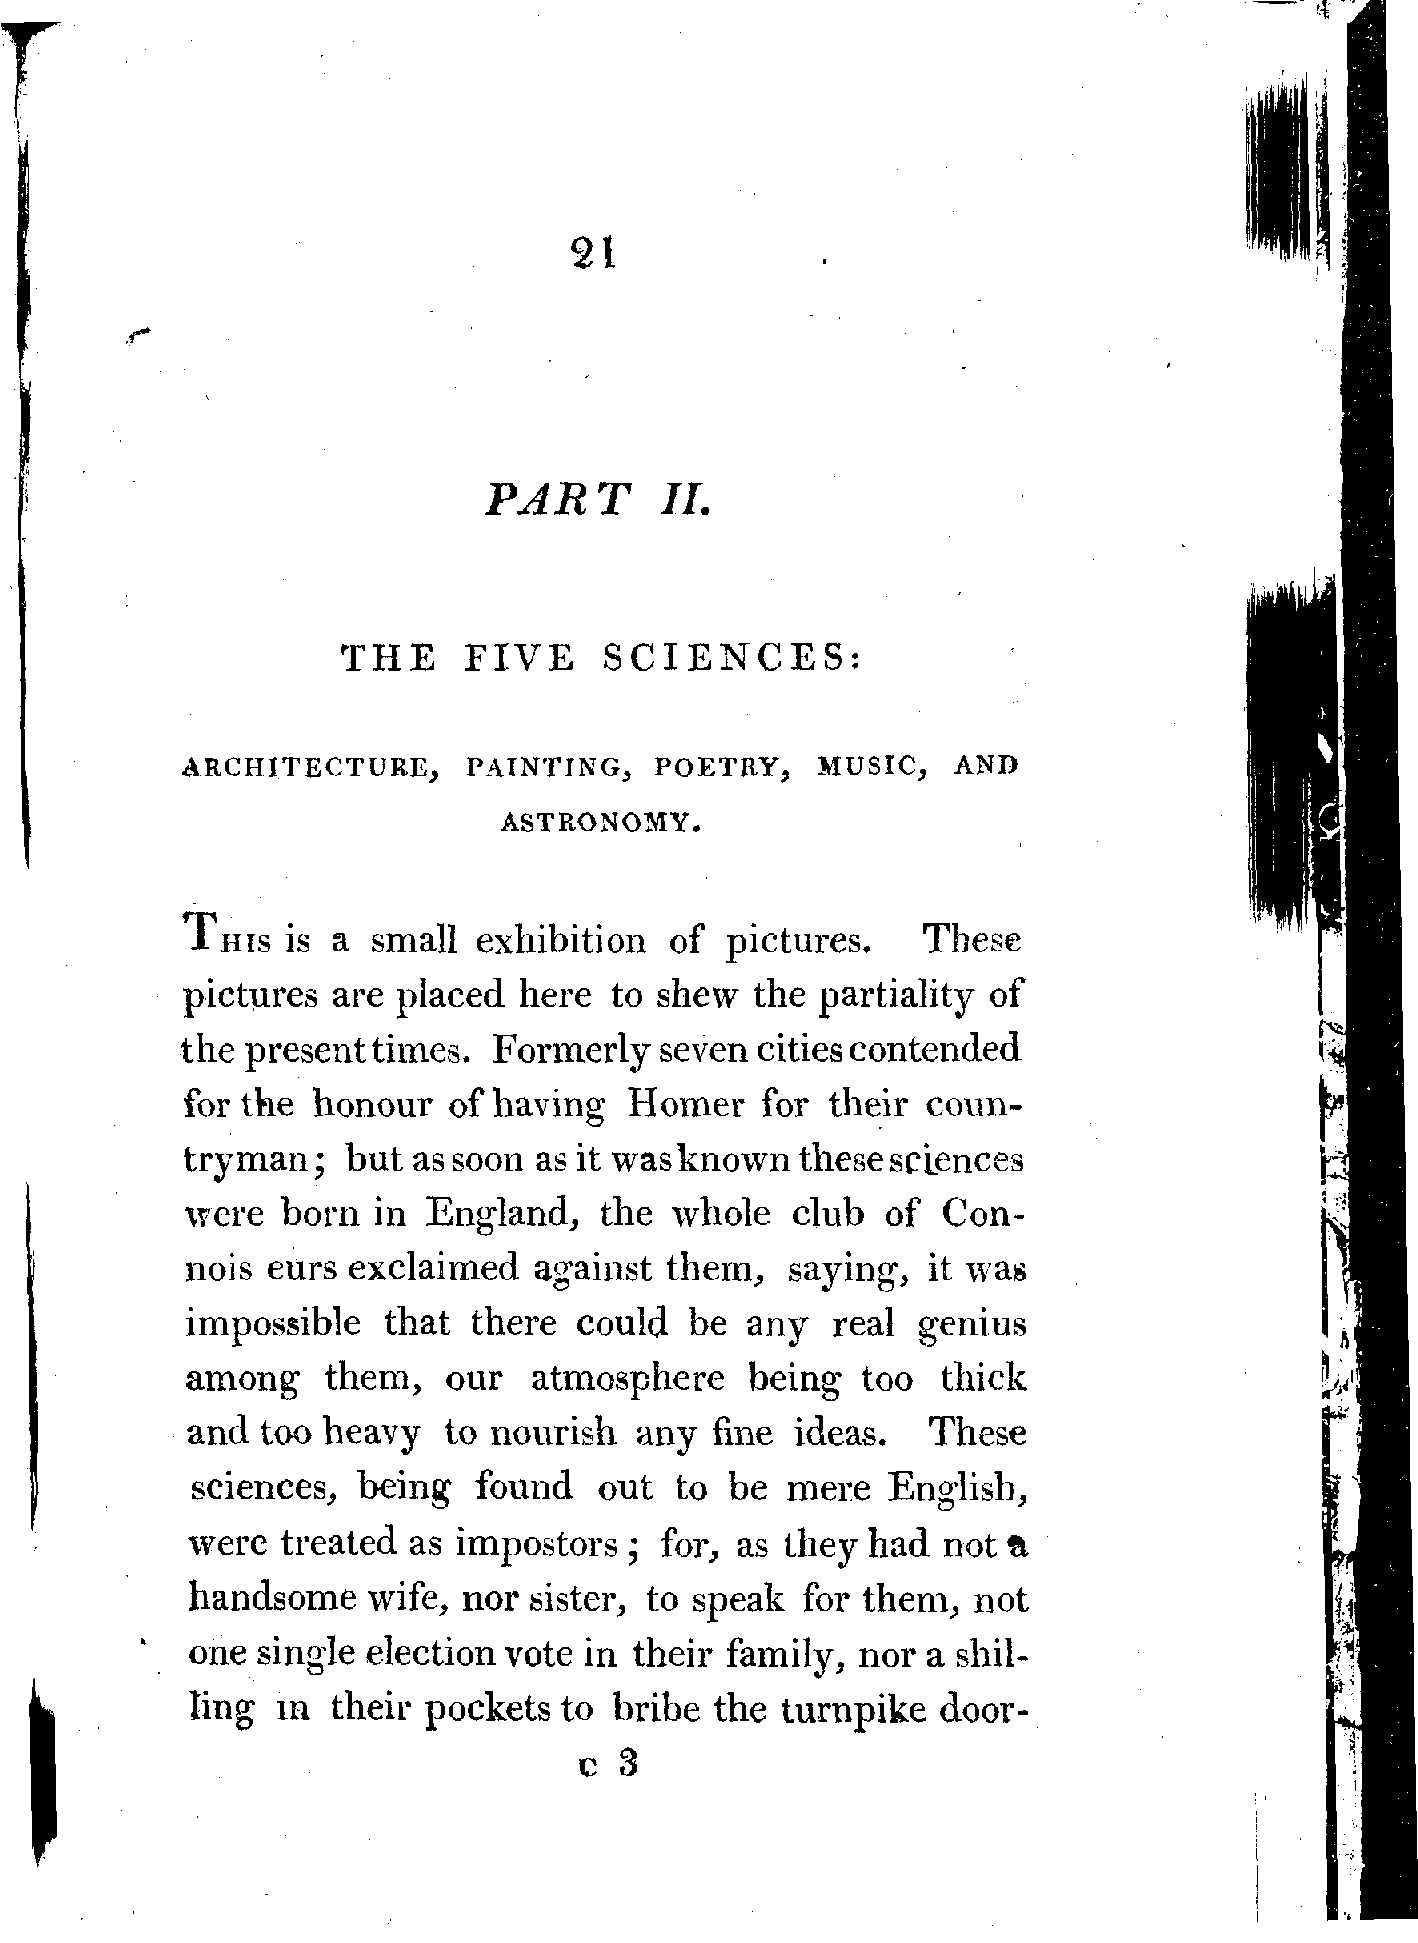 21
PART II.
THE FIVE SCIENCES:
ARCHITECTURE, PAINTING, POETRY, MUSIC, AND
ASTRONOMY.
THIS is a small exhibition of pictures. These
pictures are placed here to shew the partiality of
the present times. Formerly seven cities contended
for the honour of having Homer for their coun-
tryman; but as soon as it was known these sciences
were born in England, the whole club of Con-
nois eurs exclaimed against them, saying, it was
impossible that there could be any real genius
among them, our atmosphere being too thick
and too heavy to nourish any fine ideas. These
sciences, being found out to be mere English,
were treated as impostors; for, as they had not a
handsome wife, nor sister, to speak for them, not
one single election vote in their family, nor a shil-
ling in their pockets to bribe the turnpike door-
C 3